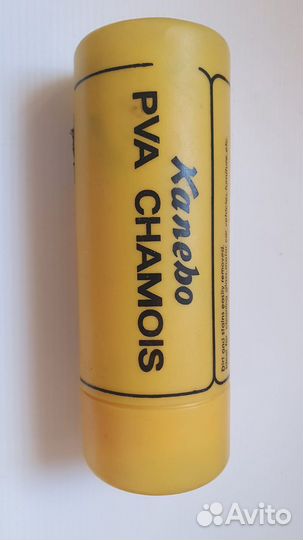 Kanebo
PVA CHAMOIS
Dirt and stains easily removed.
Avito